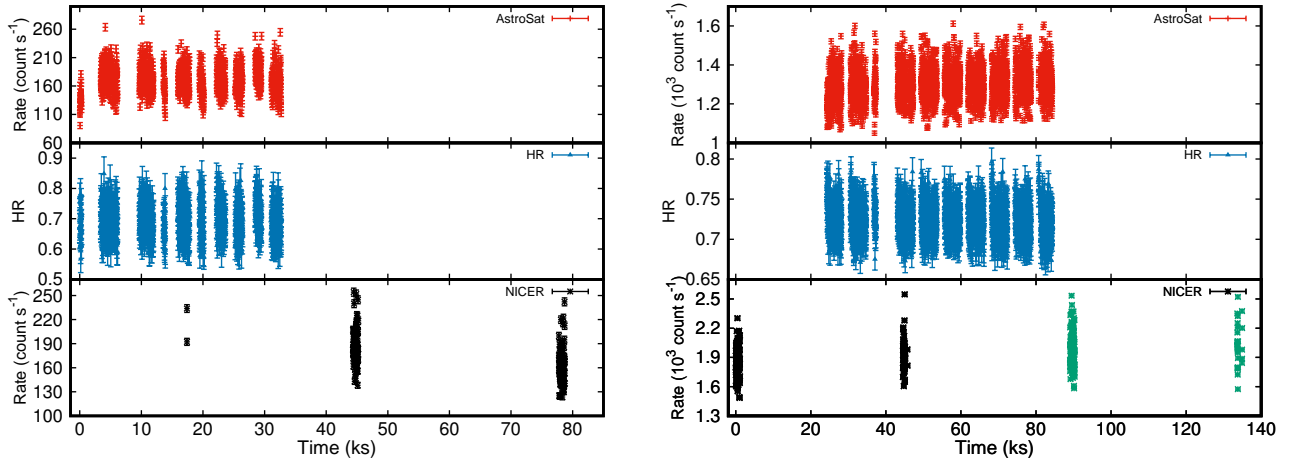 AstroSat
Rate (count s⁻¹)
260
210
160
110
60
HR
HR
0.9
0.8
0.7
0.6
0.5
NICER
Rate (count s⁻¹)
250
220
190
160
130
100
0 10 20 30 40 50 60 70 80
Time (ks)
AstroSat
Rate (10³ count s⁻¹)
1.6
1.4
1.2
1
HR
HR
0.8
0.75
0.7
0.65
NICER
Rate (10³ count s⁻¹)
2.5
2.2
1.9
1.6
1.3
0 20 40 60 80 100 120 140
Time (ks)